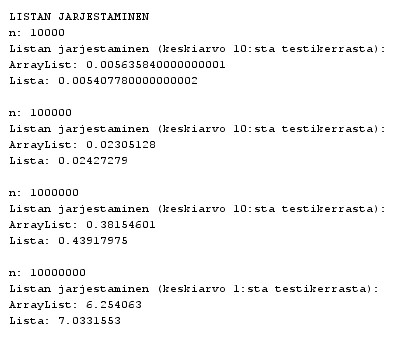 LISTAN JARJESTAMINEN
n: 10000
Listan jarjestaminen (keskiarvo 10:sta testikerrasta):
ArrayList: 0.005635840000000001
Lista: 0.005407780000000002
n: 100000
Listan jarjestaminen (keskiarvo 10:sta testikerrasta):
ArrayList: 0.02305128
Lista: 0.02427279
n: 1000000
Listan jarjestaminen (keskiarvo 10:sta testikerrasta):
ArrayList: 0.38154601
Lista: 0.43917975
n: 10000000
Listan jarjestaminen (keskiarvo 1:sta testikerrasta):
ArrayList: 6.254063
Lista: 7.0331553